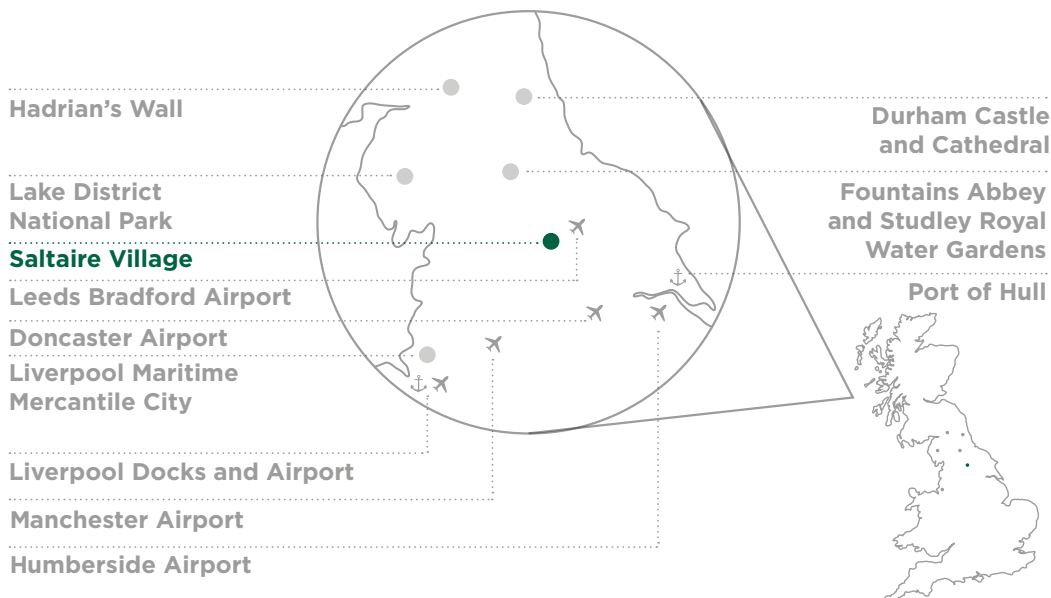 Hadrian’s Wall
Lake District
National Park
Saltaire Village
Leeds Bradford Airport
Doncaster Airport
Liverpool Maritime
Mercantile City
Liverpool Docks and Airport
Manchester Airport
Humberside Airport
Durham Castle
and Cathedral
Fountains Abbey
and Studley Royal
Water Gardens
Port of Hull